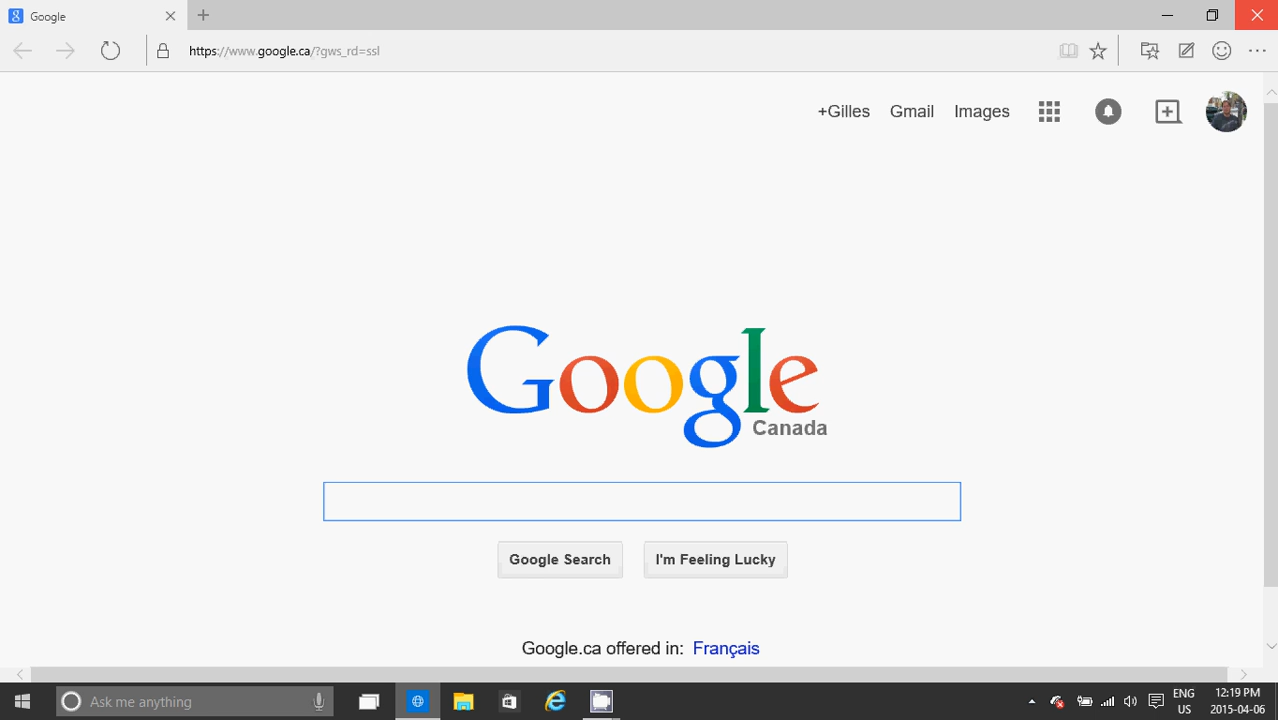 Google
https://www.google.ca/?gws_rd=ssl
+Gilles Gmail Images
Google
Canada
Google Search I'm Feeling Lucky
Google.ca offered in: Français
Ask me anything
ENG
US
12:19 PM
2015-04-06